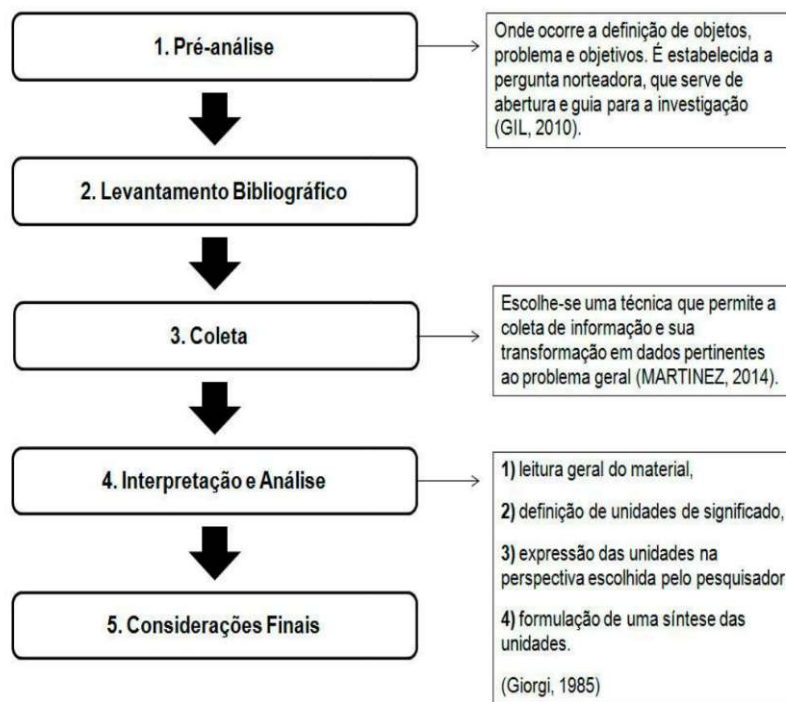 1. Pré-análise
Onde ocorre a definição de objetos,
problema e objetivos. É estabelecida a
pergunta norteadora, que serve de
abertura e guia para a investigação
(GIL, 2010).
2. Levantamento Bibliográfico
3. Coleta
Escolhe-se uma técnica que permite a
coleta de informação e sua
transformação em dados pertinentes
ao problema geral (MARTINEZ, 2014).
4. Interpretação e Análise
1) leitura geral do material,
2) definição de unidades de significado,
3) expressão das unidades na
perspectiva escolhida pelo pesquisador
4) formulação de uma síntese das
unidades.
(Giorgi, 1985)
5. Considerações Finais